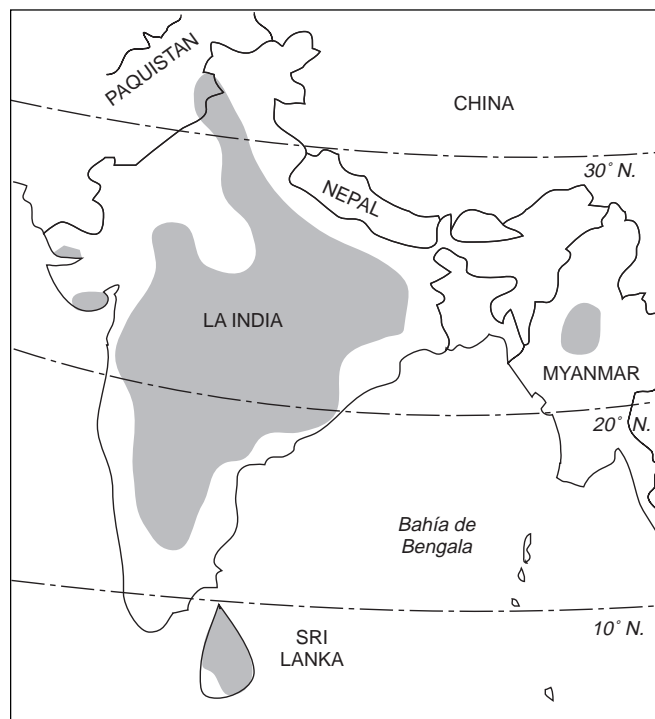 PAQUISTAN
CHINA
30° N.
NEPAL
LA INDIA
MYANMAR
20° N.
Bahía de
Bengala
10° N.
SRI
LANKA